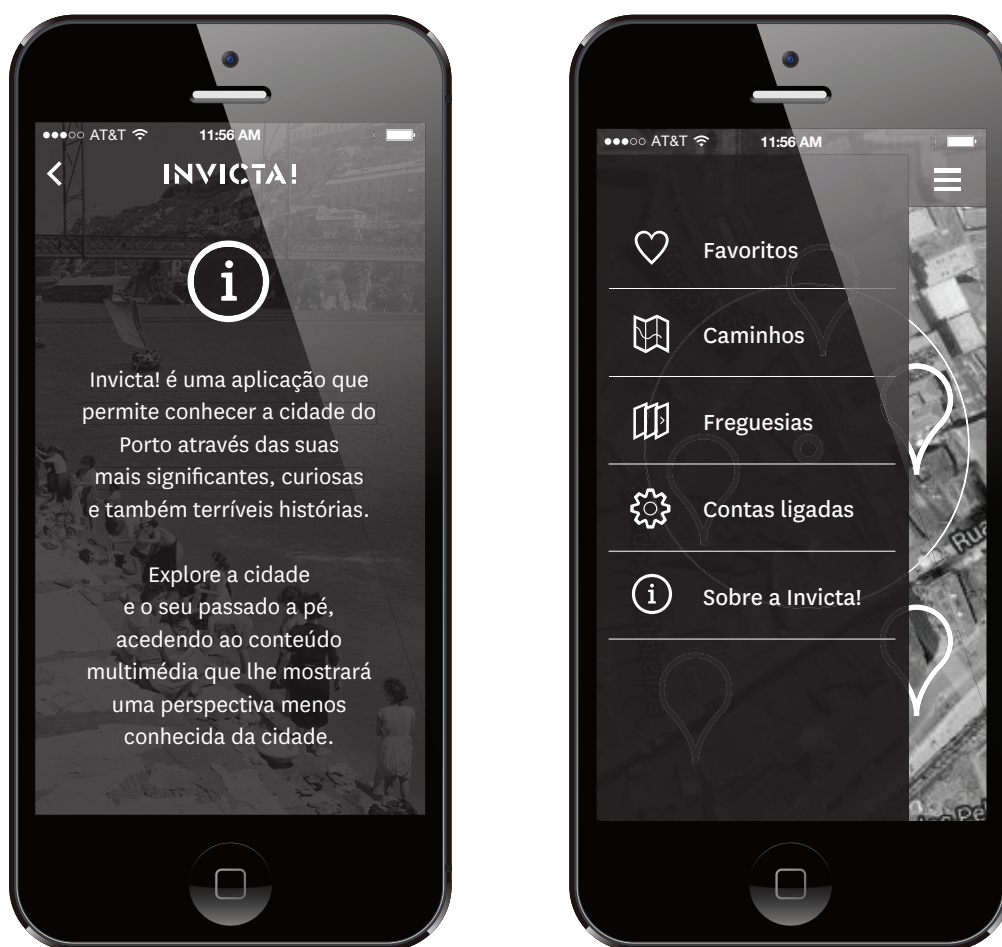 AT&T 11:56 AM
INVICTA!
i
Invicta! é uma aplicação que
permite conhecer a cidade do
Porto através das suas
mais significantes, curiosas
e também terríveis histórias.
Explore a cidade
e o seu passado a pé,
acedendo ao conteúdo
multimédia que lhe mostrará
uma perspectiva menos
conhecida da cidade.
AT&T 11:56 AM
Favoritos
Caminhos
Freguesias
Contas ligadas
i Sobre a Invicta!
Rua